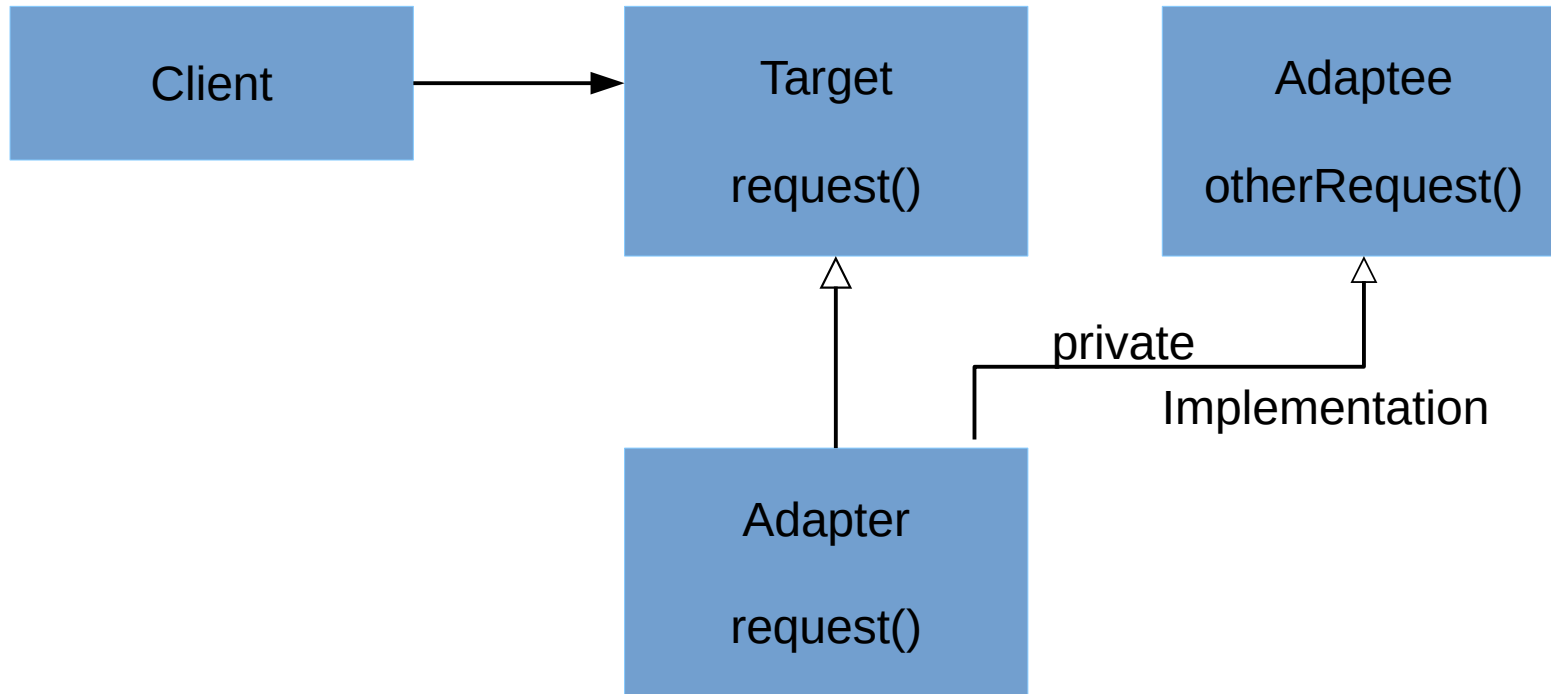 Client
Target
request()
Adaptee
otherRequest()
private
Implementation
Adapter
request()